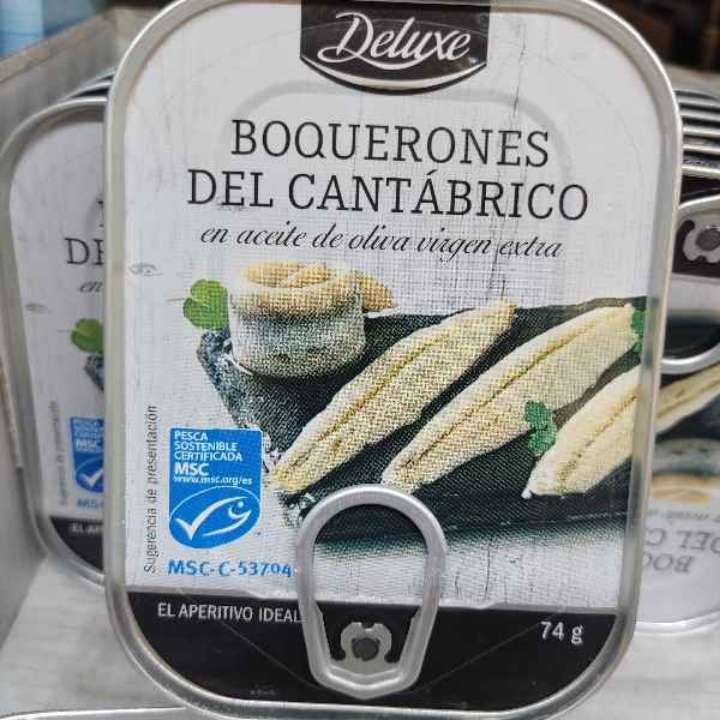 Deluxe
BOQUERONES
DEL CANTÁBRICO
en aceite de oliva virgen extra
PESCA
SOSTENIBLE
CERTIFICADA
MSC
www.msc.org/es
MSC-C-53704
Sugerencia de presentación
EL APERITIVO IDEAL
74 g